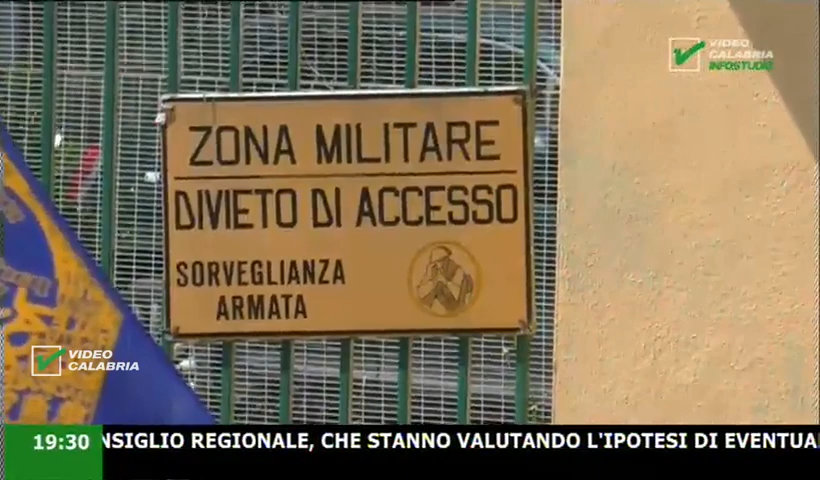 VIDEO
CALABRIA
INFOSTUDIO
ZONA MILITARE
DIVIETO DI ACCESSO
SORVEGLIANZA
ARMATA
VIDEO
CALABRIA
19:30
NSIGLIO REGIONALE, CHE STANNO VALUTANDO L'IPOTESI DI EVENTUA